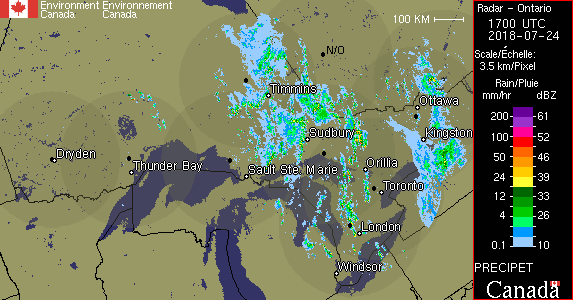 Environment Environnement
Canada Canada
100 KM
N/O
Timmins
Ottawa
Sudbury
Kingston
Dryden
Thunder Bay
Sault Ste. Marie
Orillia
Toronto
London
Windsor
Radar - Ontario
1700 UTC
2018-07-24
Scale/Échelle:
3.5 km/Pixel
Rain/Pluie
mm/hr dBZ
200 61
100 52
50 46
24 39
12 33
4 26
0.1 10
PRECIPET
Canada